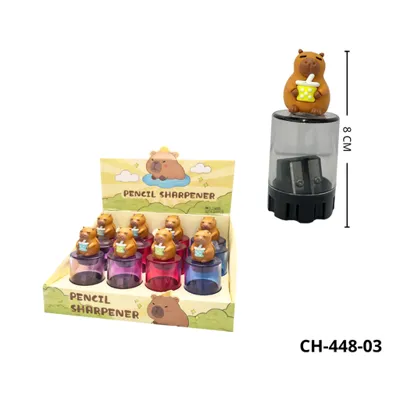 PENCIL SHARPENER
8 CM
PENCIL
SHARPENER
CH-448-03